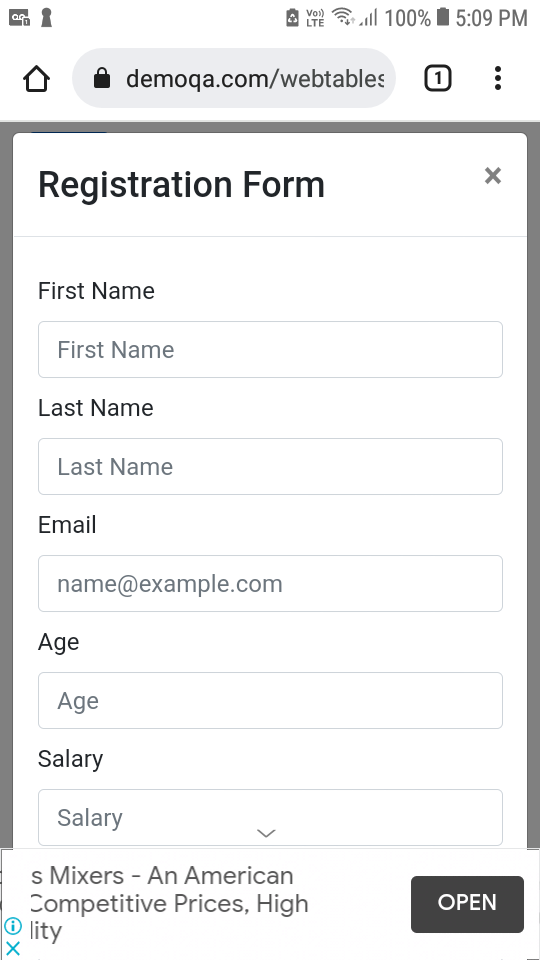 Vo))
LTE
100%
5:09 PM
demoqa.com/webtables
1
Registration Form
×
First Name
First Name
Last Name
Last Name
Email
name@example.com
Age
Age
Salary
Salary
s Mixers - An American
Competitive Prices, High
lity
OPEN